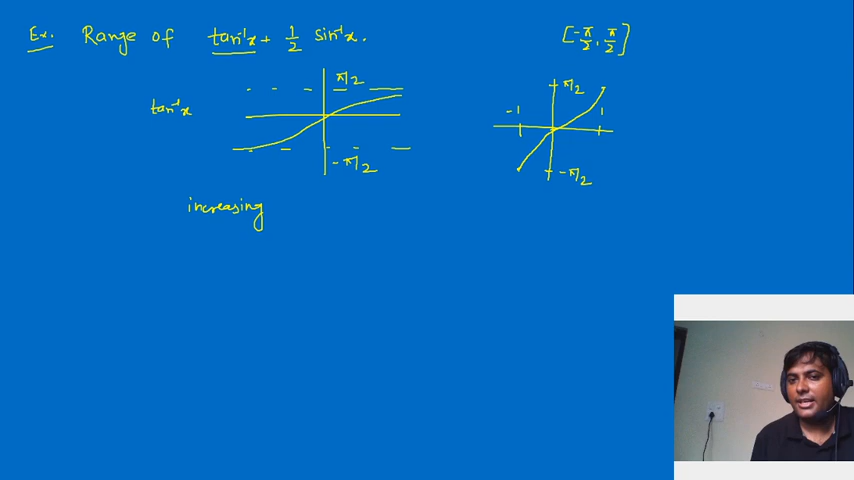 Ex. Range of tan⁻¹x + 1/2 sin⁻¹x. [-π/2, π/2]
π/2 π/2
tan⁻¹x -1 1
-π/2 -π/2
increasing